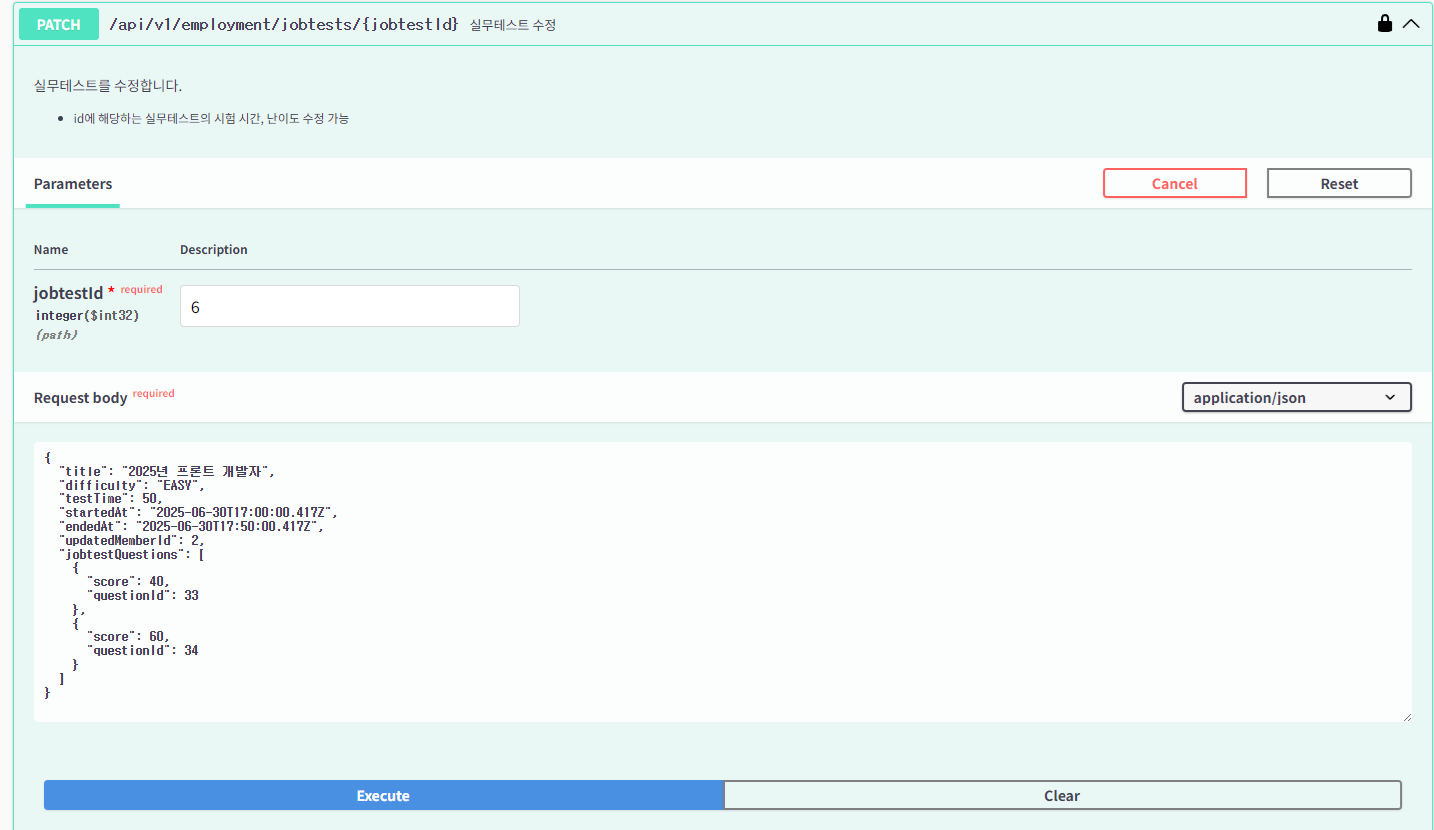 PATCH /api/v1/employment/jobtests/{jobtestId} 실무테스트 수정
실무테스트를 수정합니다.
id에 해당하는 실무테스트의 시험 시간, 난이도 수정 가능
Parameters Cancel Reset
Name Description
jobtestId * required
6
integer($int32)
(path)
Request body required application/json
{
"title": "2025년 프론트 개발자",
"difficulty": "EASY",
"testTime": 50,
"startedAt": "2025-06-30T17:00:00.417Z",
"endedAt": "2025-06-30T17:50:00.417Z",
"updatedMemberId": 2,
"jobtestQuestions": [
{
"score": 40,
"questionId": 33
},
{
"score": 60,
"questionId": 34
}
]
}
Execute Clear